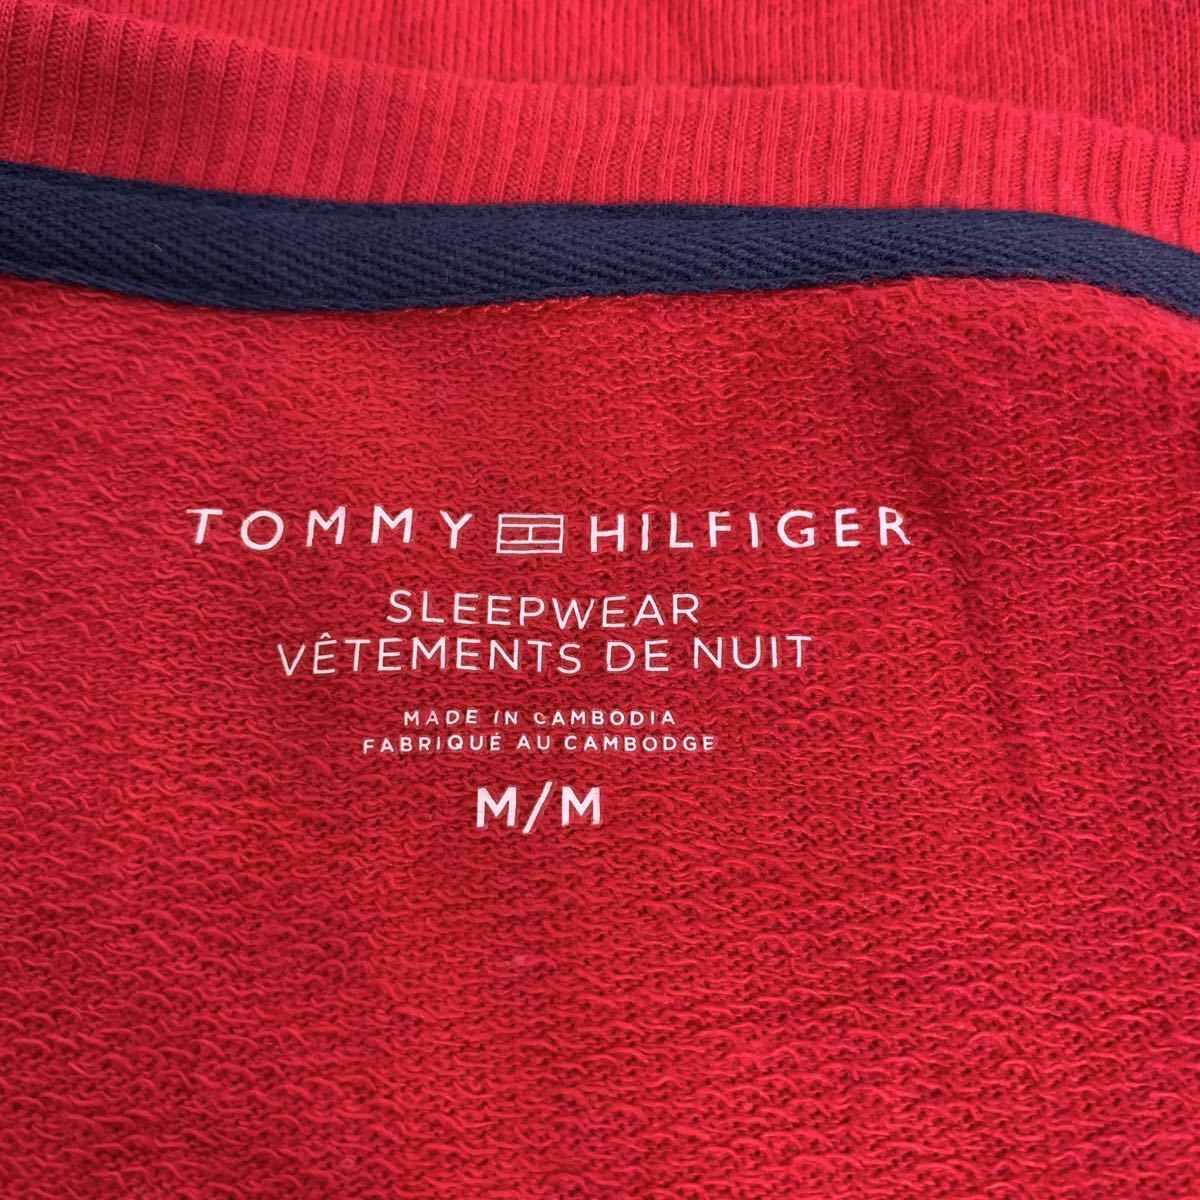 TOMMY HILFIGER
SLEEPWEAR
VÊTEMENTS DE NUIT
MADE IN CAMBODIA
FABRIQUÉ AU CAMBODGE
M/M